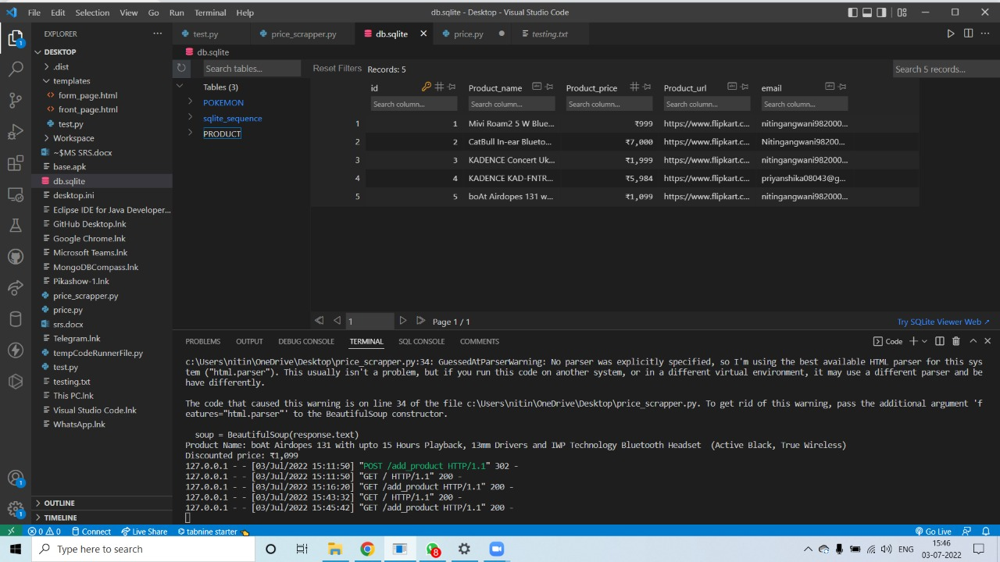 File Edit Selection View Go Run Terminal Help
db.sqlite - Desktop - Visual Studio Code
EXPLORER
DESKTOP
.dist
templates
form_page.html
front_page.html
test.py
Workspace
~$MS SRS.docx
base.apk
db.sqlite
desktop.ini
Eclipse IDE for Java Developer...
GitHub Desktop.lnk
Google Chrome.lnk
Microsoft Teams.lnk
MongoDBCompass.lnk
Pikashow-1.lnk
price_scrapper.py
price.py
srs.docx
Telegram.lnk
tempCodeRunnerFile.py
test.py
testing.txt
This PC.lnk
Visual Studio Code.lnk
WhatsApp.lnk
OUTLINE
TIMELINE
test.py price_scrapper.py db.sqlite price.py testing.txt
db.sqlite
Search tables...
Reset Filters Records: 5
Search 5 records...
Tables (3)
POKEMON
sqlite_sequence
PRODUCT
id Product_name Product_price Product_url email
Search column... Search column... Search column... Search column... Search column...
1 1 Mivi Roam2 5 W Blue... ₹999 https://www.flipkart.c... nitingangwani982000...
2 2 CatBull In-ear Blueto... ₹7,000 https://www.flipkart.c... Nitingangwani98200...
3 3 KADENCE Concert Uk... ₹1,999 https://www.flipkart.c... nitingangwani982000...
4 4 KADENCE KAD-FNTR... ₹5,984 https://www.flipkart.c... priyanshika08043@g...
5 5 boAt Airdopes 131 w... ₹1,099 https://www.flipkart.c... nitingangwani982000...
1 Page 1 / 1
Try SQLite Viewer Web
PROBLEMS OUTPUT DEBUG CONSOLE TERMINAL SQL CONSOLE COMMENTS
Code
c:\Users\nitin\OneDrive\Desktop\price_scrapper.py:34: GuessedAtParserWarning: No parser was explicitly specified, so I'm using the best available HTML parser for this sys
tem ("html.parser"). This usually isn't a problem, but if you run this code on another system, or in a different virtual environment, it may use a different parser and be
have differently.
The code that caused this warning is on line 34 of the file c:\Users\nitin\OneDrive\Desktop\price_scrapper.py. To get rid of this warning, pass the additional argument 'f
eatures="html.parser"' to the BeautifulSoup constructor.
soup = BeautifulSoup(response.text)
Product Name: boAt Airdopes 131 with upto 15 Hours Playback, 13mm Drivers and IWP Technology Bluetooth Headset (Active Black, True Wireless)
Discounted price: ₹1,099
127.0.0.1 - - [03/Jul/2022 15:11:50] "POST /add_product HTTP/1.1" 302 -
127.0.0.1 - - [03/Jul/2022 15:11:50] "GET / HTTP/1.1" 200 -
127.0.0.1 - - [03/Jul/2022 15:16:20] "GET /add_product HTTP/1.1" 200 -
127.0.0.1 - - [03/Jul/2022 15:43:32] "GET / HTTP/1.1" 200 -
127.0.0.1 - - [03/Jul/2022 15:45:42] "GET /add_product HTTP/1.1" 200 -
0 0 Connect Live Share tabnine starter Go Live
Type here to search
8
ENG
15:46
03-07-2022